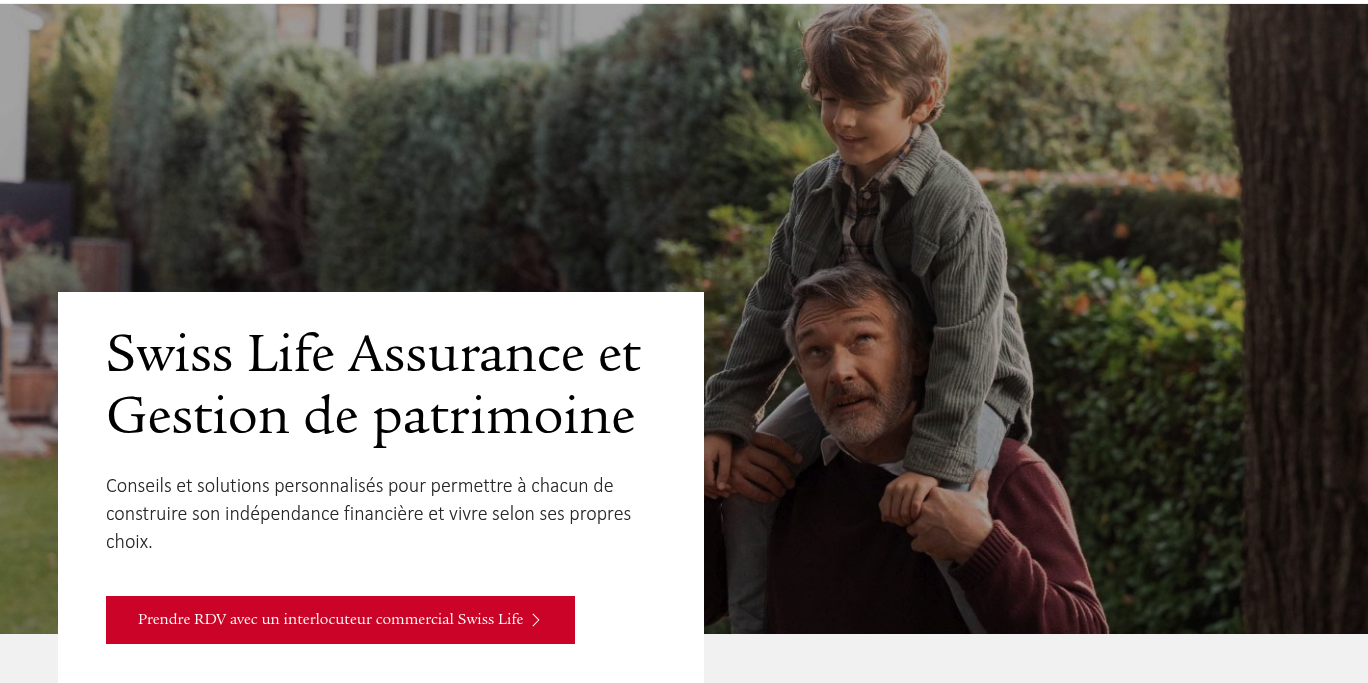 Swiss Life Assurance et
Gestion de patrimoine
Conseils et solutions personnalisés pour permettre à chacun de
construire son indépendance financière et vivre selon ses propres
choix.
Prendre RDV avec un interlocuteur commercial Swiss Life